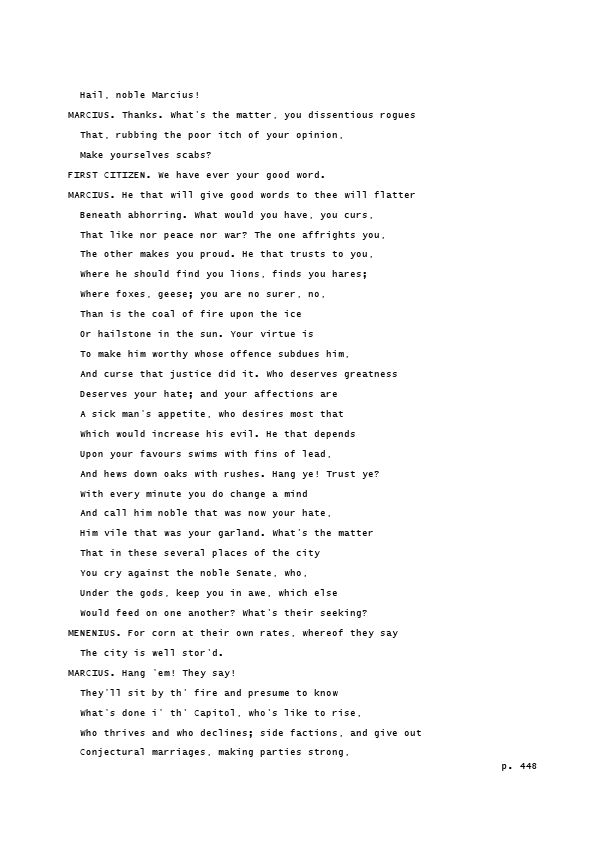 Hail, noble Marcius!
MARCIUS. Thanks. What's the matter, you dissentious rogues
That, rubbing the poor itch of your opinion,
Make yourselves scabs?
FIRST CITIZEN. We have ever your good word.
MARCIUS. He that will give good words to thee will flatter
Beneath abhorring. What would you have, you curs,
That like nor peace nor war? The one affrights you,
The other makes you proud. He that trusts to you,
Where he should find you lions, finds you hares;
Where foxes, geese; you are no surer, no,
Than is the coal of fire upon the ice
Or hailstone in the sun. Your virtue is
To make him worthy whose offence subdues him,
And curse that justice did it. Who deserves greatness
Deserves your hate; and your affections are
A sick man's appetite, who desires most that
Which would increase his evil. He that depends
Upon your favours swims with fins of lead,
And hews down oaks with rushes. Hang ye! Trust ye?
With every minute you do change a mind
And call him noble that was now your hate,
Him vile that was your garland. What's the matter
That in these several places of the city
You cry against the noble Senate, who,
Under the gods, keep you in awe, which else
Would feed on one another? What's their seeking?
MENENIUS. For corn at their own rates, whereof they say
The city is well stor'd.
MARCIUS. Hang 'em! They say!
They'll sit by th' fire and presume to know
What's done i' th' Capitol, who's like to rise,
Who thrives and who declines; side factions, and give out
Conjectural marriages, making parties strong,
p. 448